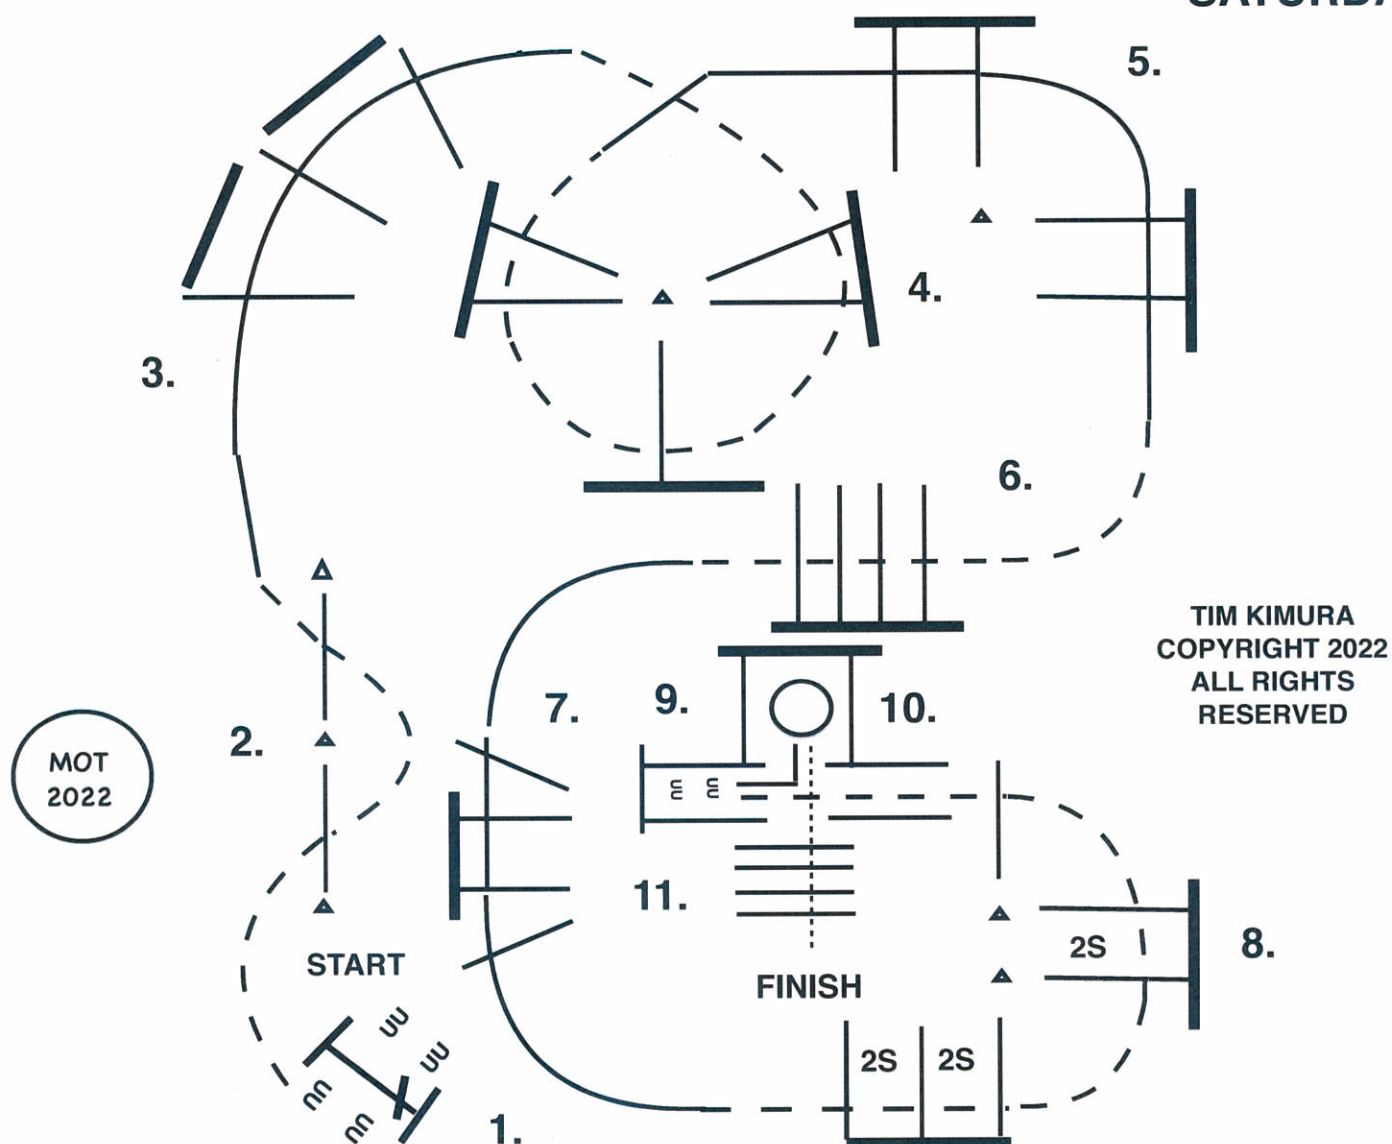 SATURDA
5.
4.
3.
6.
TIM KIMURA
COPYRIGHT 2022
ALL RIGHTS
RESERVED
9.
7.
10.
2.
MOT
2022
11.
8.
2S
START
FINISH
2S
2S
1.